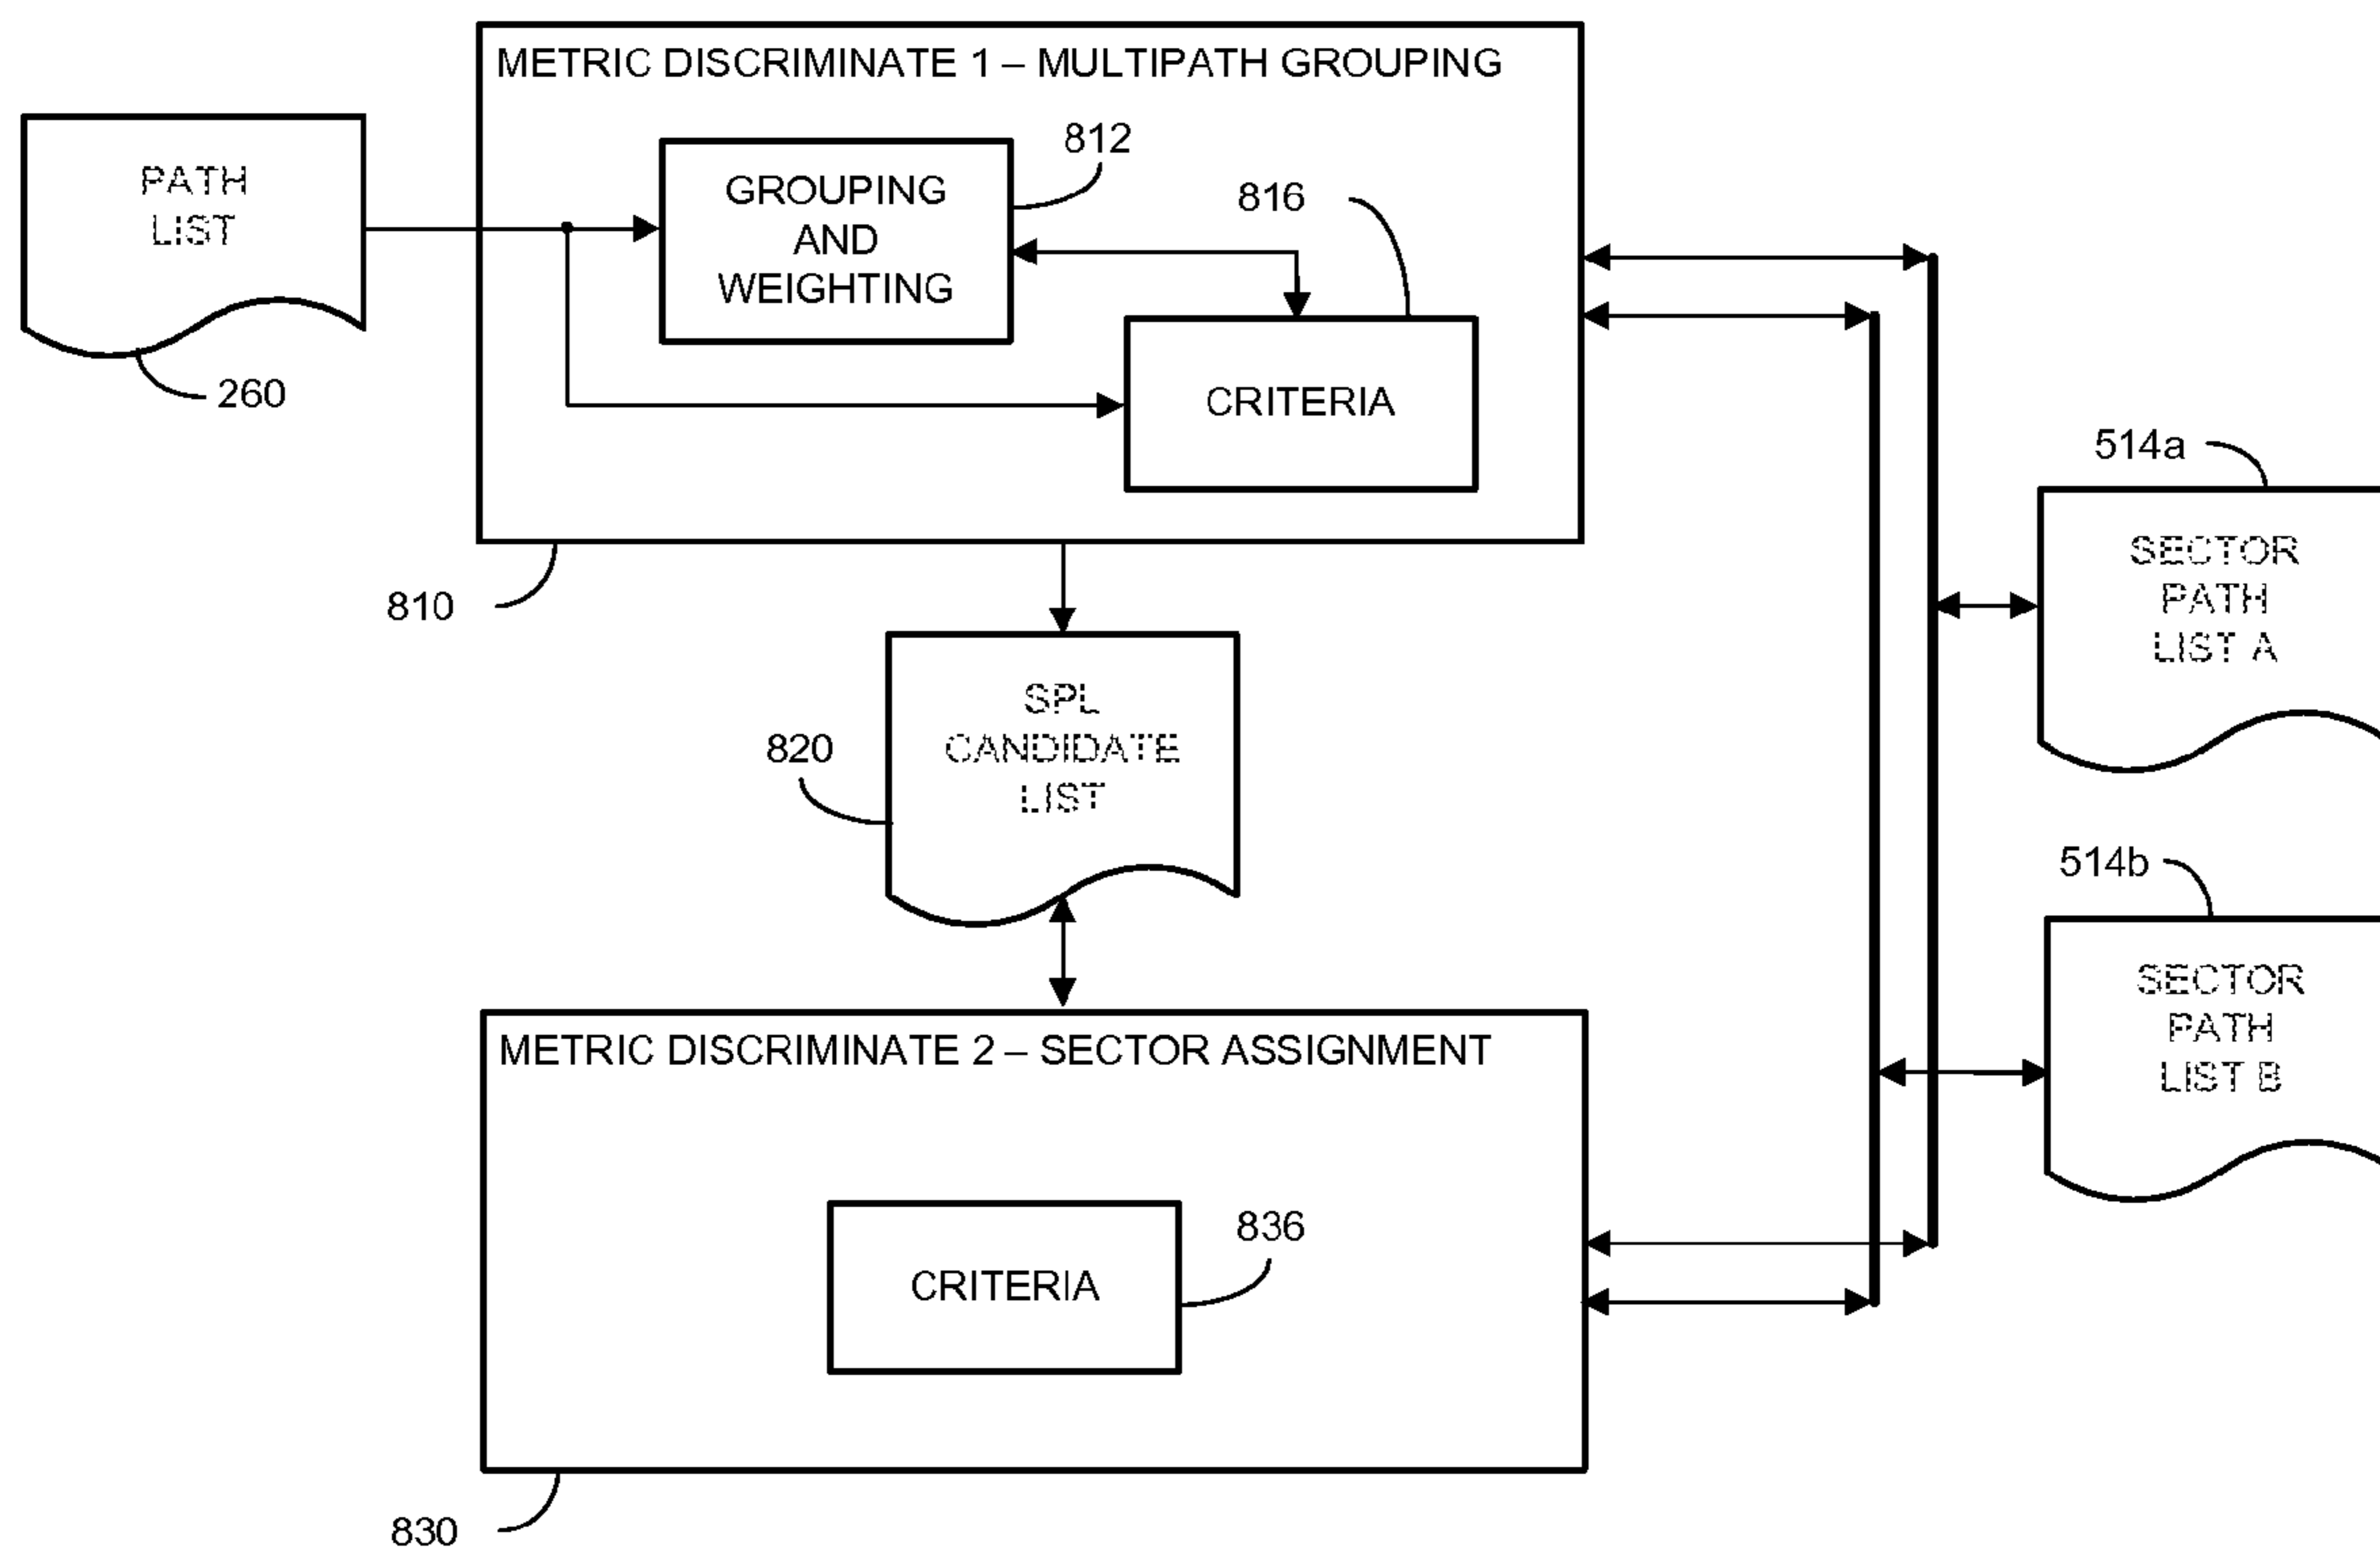 METRIC DISCRIMINATE 1 – MULTIPATH GROUPING
PATH
LIST
260
GROUPING
AND
WEIGHTING
812
816
CRITERIA
810
514a
SECTOR
PATH
LIST A
SPL
CANDIDATE
LIST
820
514b
SECTOR
PATH
LIST B
METRIC DISCRIMINATE 2 – SECTOR ASSIGNMENT
CRITERIA
836
830